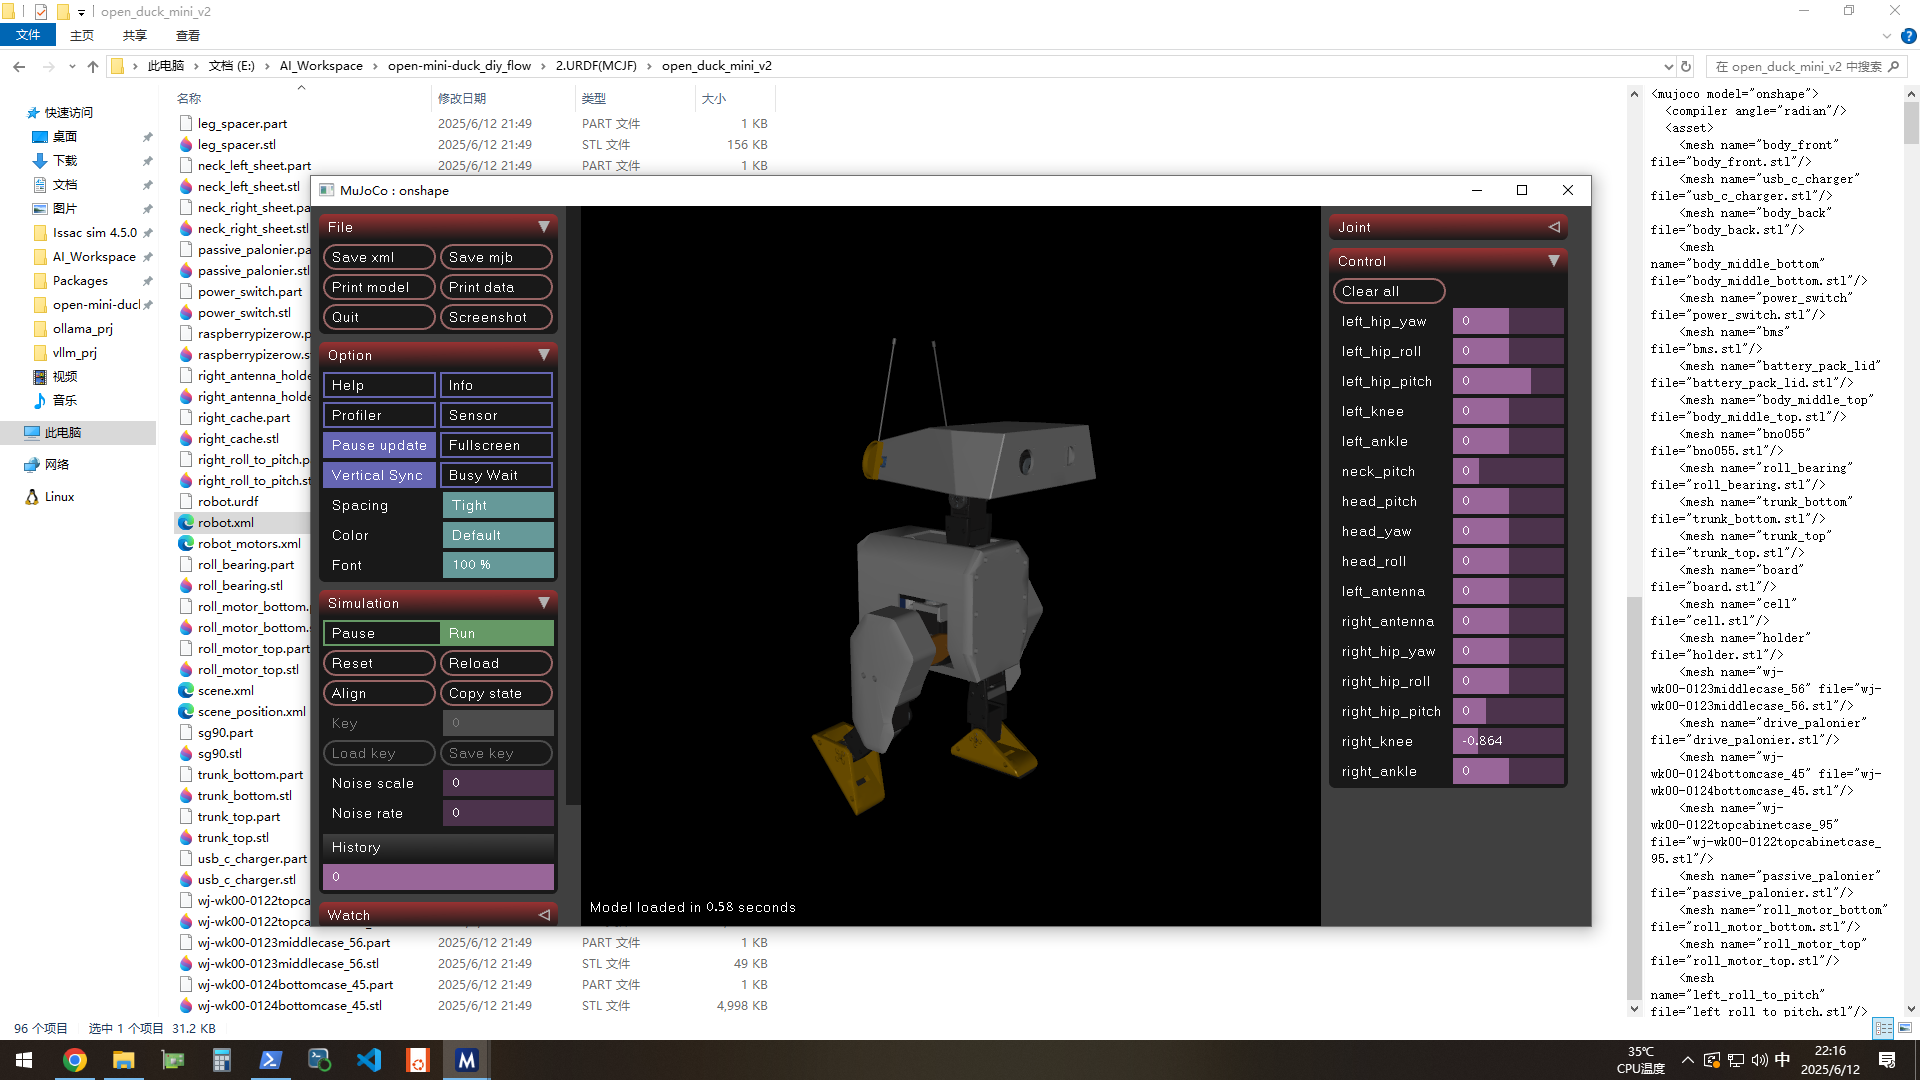 open_duck_mini_v2
文件
主页
共享
查看
此电脑
文档 (E:)
AI_Workspace
open-mini-duck_diy_flow
2.URDF(MCJF)
open_duck_mini_v2
在 open_duck_mini_v2 中搜索
快速访问
桌面
下载
文档
图片
Issac sim 4.5.0
AI_Workspace
Packages
open-mini-duc
ollama_prj
vllm_prj
视频
音乐
此电脑
网络
Linux
名称 修改日期 类型 大小
leg_spacer.part 2025/6/12 21:49 PART 文件 1 KB
leg_spacer.stl 2025/6/12 21:49 STL 文件 156 KB
neck_left_sheet.part 2025/6/12 21:49 PART 文件 1 KB
neck_left_sheet.stl
neck_right_sheet.pa
neck_right_sheet.stl
passive_palonier.pa
passive_palonier.stl
power_switch.part
power_switch.stl
raspberrypizerow.p
raspberrypizerow.s
right_antenna_holde
right_antenna_holde
right_cache.part
right_cache.stl
right_roll_to_pitch.p
right_roll_to_pitch.st
robot.urdf
robot.xml
robot_motors.xml
roll_bearing.part
roll_bearing.stl
roll_motor_bottom.
roll_motor_bottom.
roll_motor_top.part
roll_motor_top.stl
scene.xml
scene_position.xml
sg90.part
sg90.stl
trunk_bottom.part
trunk_bottom.stl
trunk_top.part
trunk_top.stl
usb_c_charger.part
usb_c_charger.stl
wj-wk00-0122topca
wj-wk00-0122topca
wj-wk00-0123middlecase_56.part 2025/6/12 21:49 PART 文件 1 KB
wj-wk00-0123middlecase_56.stl 2025/6/12 21:49 STL 文件 49 KB
wj-wk00-0124bottomcase_45.part 2025/6/12 21:49 PART 文件 1 KB
wj-wk00-0124bottomcase_45.stl 2025/6/12 21:49 STL 文件 4,998 KB
96 个项目 选中 1 个项目 31.2 KB
MuJoCo : onshape
File
Save xml Save mjb
Print model Print data
Quit Screenshot
Option
Help Info
Profiler Sensor
Pause update Fullscreen
Vertical Sync Busy Wait
Spacing Tight
Color Default
Font 100 %
Simulation
Pause Run
Reset Reload
Align Copy state
Key 0
Load key Save key
Noise scale 0
Noise rate 0
History
0
Watch
Model loaded in 0.58 seconds
Joint
Control
Clear all
left_hip_yaw 0
left_hip_roll 0
left_hip_pitch 0
left_knee 0
left_ankle 0
neck_pitch 0
head_pitch 0
head_yaw 0
head_roll 0
left_antenna 0
right_antenna 0
right_hip_yaw 0
right_hip_roll 0
right_hip_pitch 0
right_knee -0.864
right_ankle 0
<mujoco model="onshape">
<compiler angle="radian"/>
<asset>
<mesh name="body_front"
file="body_front.stl"/>
<mesh name="usb_c_charger"
file="usb_c_charger.stl"/>
<mesh name="body_back"
file="body_back.stl"/>
<mesh
name="body_middle_bottom"
file="body_middle_bottom.stl"/>
<mesh name="power_switch"
file="power_switch.stl"/>
<mesh name="bms"
file="bms.stl"/>
<mesh name="battery_pack_lid"
file="battery_pack_lid.stl"/>
<mesh name="body_middle_top"
file="body_middle_top.stl"/>
<mesh name="bno055"
file="bno055.stl"/>
<mesh name="roll_bearing"
file="roll_bearing.stl"/>
<mesh name="trunk_bottom"
file="trunk_bottom.stl"/>
<mesh name="trunk_top"
file="trunk_top.stl"/>
<mesh name="board"
file="board.stl"/>
<mesh name="cell"
file="cell.stl"/>
<mesh name="holder"
file="holder.stl"/>
<mesh name="wj-
wk00-0123middlecase_56" file="wj-
wk00-0123middlecase_56.stl"/>
<mesh name="drive_palonier"
file="drive_palonier.stl"/>
<mesh name="wj-
wk00-0124bottomcase_45" file="wj-
wk00-0124bottomcase_45.stl"/>
<mesh name="wj-
wk00-0122topcabinetcase_95"
file="wj-wk00-0122topcabinetcase_
95.stl"/>
<mesh name="passive_palonier"
file="passive_palonier.stl"/>
<mesh name="roll_motor_bottom"
file="roll_motor_bottom.stl"/>
<mesh name="roll_motor_top"
file="roll_motor_top.stl"/>
<mesh
name="left_roll_to_pitch"
file="left_roll_to_pitch.stl"/>
35℃
CPU温度
中
22:16
2025/6/12